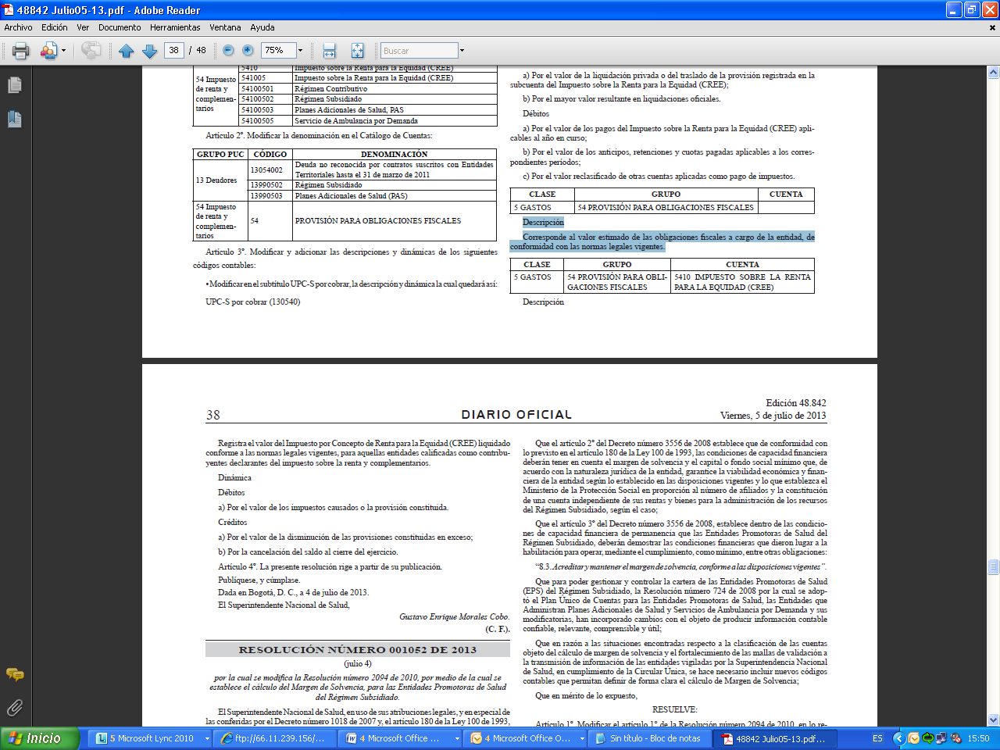 48842 Julio05-13.pdf - Adobe Reader
Archivo Edición Ver Documento Herramientas Ventana Ayuda
38 / 48 75% Buscar
54 Impuesto de renta y complemen-tarios
5410 Impuesto sobre la Renta para la Equidad (CREE)
541005 Impuesto sobre la Renta para la Equidad (CREE)
54100501 Régimen Contributivo
54100502 Régimen Subsidiado
54100503 Planes Adicionales de Salud, PAS
54100505 Servicio de Ambulancia por Demanda
Artículo 2°. Modificar la denominación en el Catálogo de Cuentas:
GRUPO PUC CÓDIGO DENOMINACIÓN
13 Deudores
13054002 Deuda no reconocida por contratos suscritos con Entidades
Territoriales hasta el 31 de marzo de 2011
13990502 Régimen Subsidiado
13990503 Planes Adicionales de Salud (PAS)
54 Impuesto
de renta y
complemen-
tarios
54 PROVISIÓN PARA OBLIGACIONES FISCALES
Artículo 3°. Modificar y adicionar las descripciones y dinámicas de los siguientes
códigos contables:
•Modificar en el subtítulo UPC-S por cobrar, la descripción y dinámica la cual quedará así:
UPC-S por cobrar (130540)
a) Por el valor de la liquidación privada o del traslado de la provisión registrada en la
subcuenta del Impuesto sobre la Renta para la Equidad (CREE);
b) Por el mayor valor resultante en liquidaciones oficiales.
Débitos
a) Por el valor de los pagos del Impuesto sobre la Renta para la Equidad (CREE) apli-
cables al año en curso;
b) Por el valor de los anticipos, retenciones y cuotas pagadas aplicables a los corres-
pondientes períodos;
c) Por el valor reclasificado de otras cuentas aplicadas como pago de impuestos.
CLASE GRUPO CUENTA
5 GASTOS 54 PROVISIÓN PARA OBLIGACIONES FISCALES
Descripción
Corresponde al valor estimado de las obligaciones fiscales a cargo de la entidad, de
conformidad con las normas legales vigentes.
CLASE GRUPO CUENTA
5 GASTOS 54 PROVISIÓN PARA OBLI- 5410 IMPUESTO SOBRE LA RENTA
GACIONES FISCALES PARA LA EQUIDAD (CREE)
Descripción
38 DIARIO OFICIAL
Edición 48.842
Viernes, 5 de julio de 2013
Registra el valor del Impuesto por Concepto de Renta para la Equidad (CREE) liquidado
conforme a las normas legales vigentes, para aquellas entidades calificadas como contribu-
yentes declarantes del impuesto sobre la renta y complementarios.
Dinámica
Débitos
a) Por el valor de los impuestos causados o la provisión constituida.
Créditos
a) Por el valor de la disminución de las provisiones constituidas en exceso;
b) Por la cancelación del saldo al cierre del ejercicio.
Artículo 4°. La presente resolución rige a partir de su publicación.
Publíquese, y cúmplase.
Dada en Bogotá, D. C., a 4 de julio de 2013.
El Superintendente Nacional de Salud,
Gustavo Enrique Morales Cobo.
(C. F.).
RESOLUCIÓN NÚMERO 001052 DE 2013
(julio 4)
por la cual se modifica la Resolución número 2094 de 2010, por medio de la cual se
establece el cálculo del Margen de Solvencia, para las Entidades Promotoras de Salud
del Régimen Subsidiado.
El Superintendente Nacional de Salud, en uso de sus atribuciones legales, y en especial de
las conferidas por el Decreto número 1018 de 2007 y, el artículo 180 de la Ley 100 de 1993,
Que el artículo 2° del Decreto número 3556 de 2008 establece que de conformidad con
lo previsto en el artículo 180 de la Ley 100 de 1993, las condiciones de capacidad financiera
deberán tener en cuenta el margen de solvencia y el capital o fondo social mínimo que, de
acuerdo con la naturaleza jurídica de la entidad, garantice la viabilidad económica y finan-
ciera de la entidad según lo establecido en las disposiciones vigentes y lo que establezca el
Ministerio de la Protección Social en proporción al número de afiliados y la constitución
de una cuenta independiente de sus rentas y bienes para la administración de los recursos
del Régimen Subsidiado, según el caso;
Que el artículo 3° del Decreto número 3556 de 2008, establece dentro de las condicio-
nes de capacidad financiera de permanencia que las Entidades Promotoras de Salud del
Régimen Subsidiado, deberán demostrar las condiciones financieras que dieron lugar a la
habilitación para operar, mediante el cumplimiento, como mínimo, entre otras obligaciones:
“8.3. Acreditar y mantener el margen de solvencia, conforme a las disposiciones vigentes”.
Que para poder gestionar y controlar la cartera de las Entidades Promotoras de Salud
(EPS) del Régimen Subsidiado, la Resolución número 724 de 2008 por la cual se adop-
tó el Plan Único de Cuentas para las Entidades Promotoras de Salud, las Entidades que
Administran Planes Adicionales de Salud y Servicios de Ambulancia por Demanda y sus
modificatorias, han incorporado cambios con el objeto de producir información contable
confiable, relevante, comprensible y útil;
Que en razón a las situaciones encontradas respecto a la clasificación de las cuentas
objeto del cálculo de margen de solvencia y el fortalecimiento de las mallas de validación a
la transmisión de información de las entidades vigiladas por la Superintendencia Nacional
de Salud, en cumplimiento de la Circular Única, se hace necesario incluir nuevos códigos
contables que permitan definir de forma clara el cálculo de Margen de Solvencia;
Que en mérito de lo expuesto,
RESUELVE:
Artículo 1°. Modificar el artículo 1° de la Resolución número 2094 de 2010, en lo re-
Inicio 5 Microsoft Lync 2010 ftp://66.11.239.156/... 4 Microsoft Office ... 4 Microsoft Office O... Sin título - Bloc de notas 48842 Julio05-13.pdf... ES 15:50